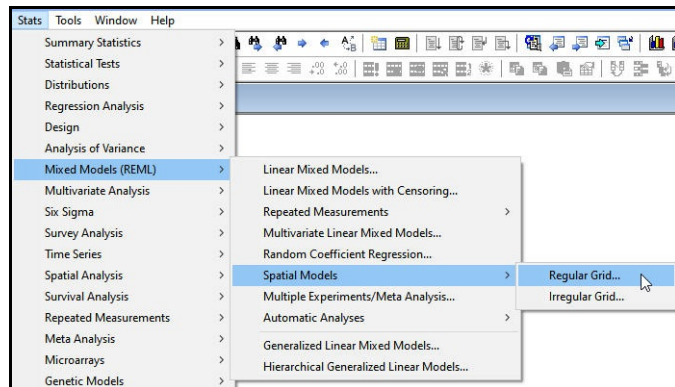 Stats Tools Window Help
Summary Statistics
Statistical Tests
Distributions
Regression Analysis
Design
Analysis of Variance
Mixed Models (REML)
Multivariate Analysis
Six Sigma
Survey Analysis
Time Series
Spatial Analysis
Survival Analysis
Repeated Measurements
Meta Analysis
Microarrays
Genetic Models
Linear Mixed Models...
Linear Mixed Models with Censoring...
Repeated Measurements
Multivariate Linear Mixed Models...
Random Coefficient Regression...
Spatial Models
Multiple Experiments/Meta Analysis...
Automatic Analyses
Generalized Linear Mixed Models...
Hierarchical Generalized Linear Models...
Regular Grid...
Irregular Grid...